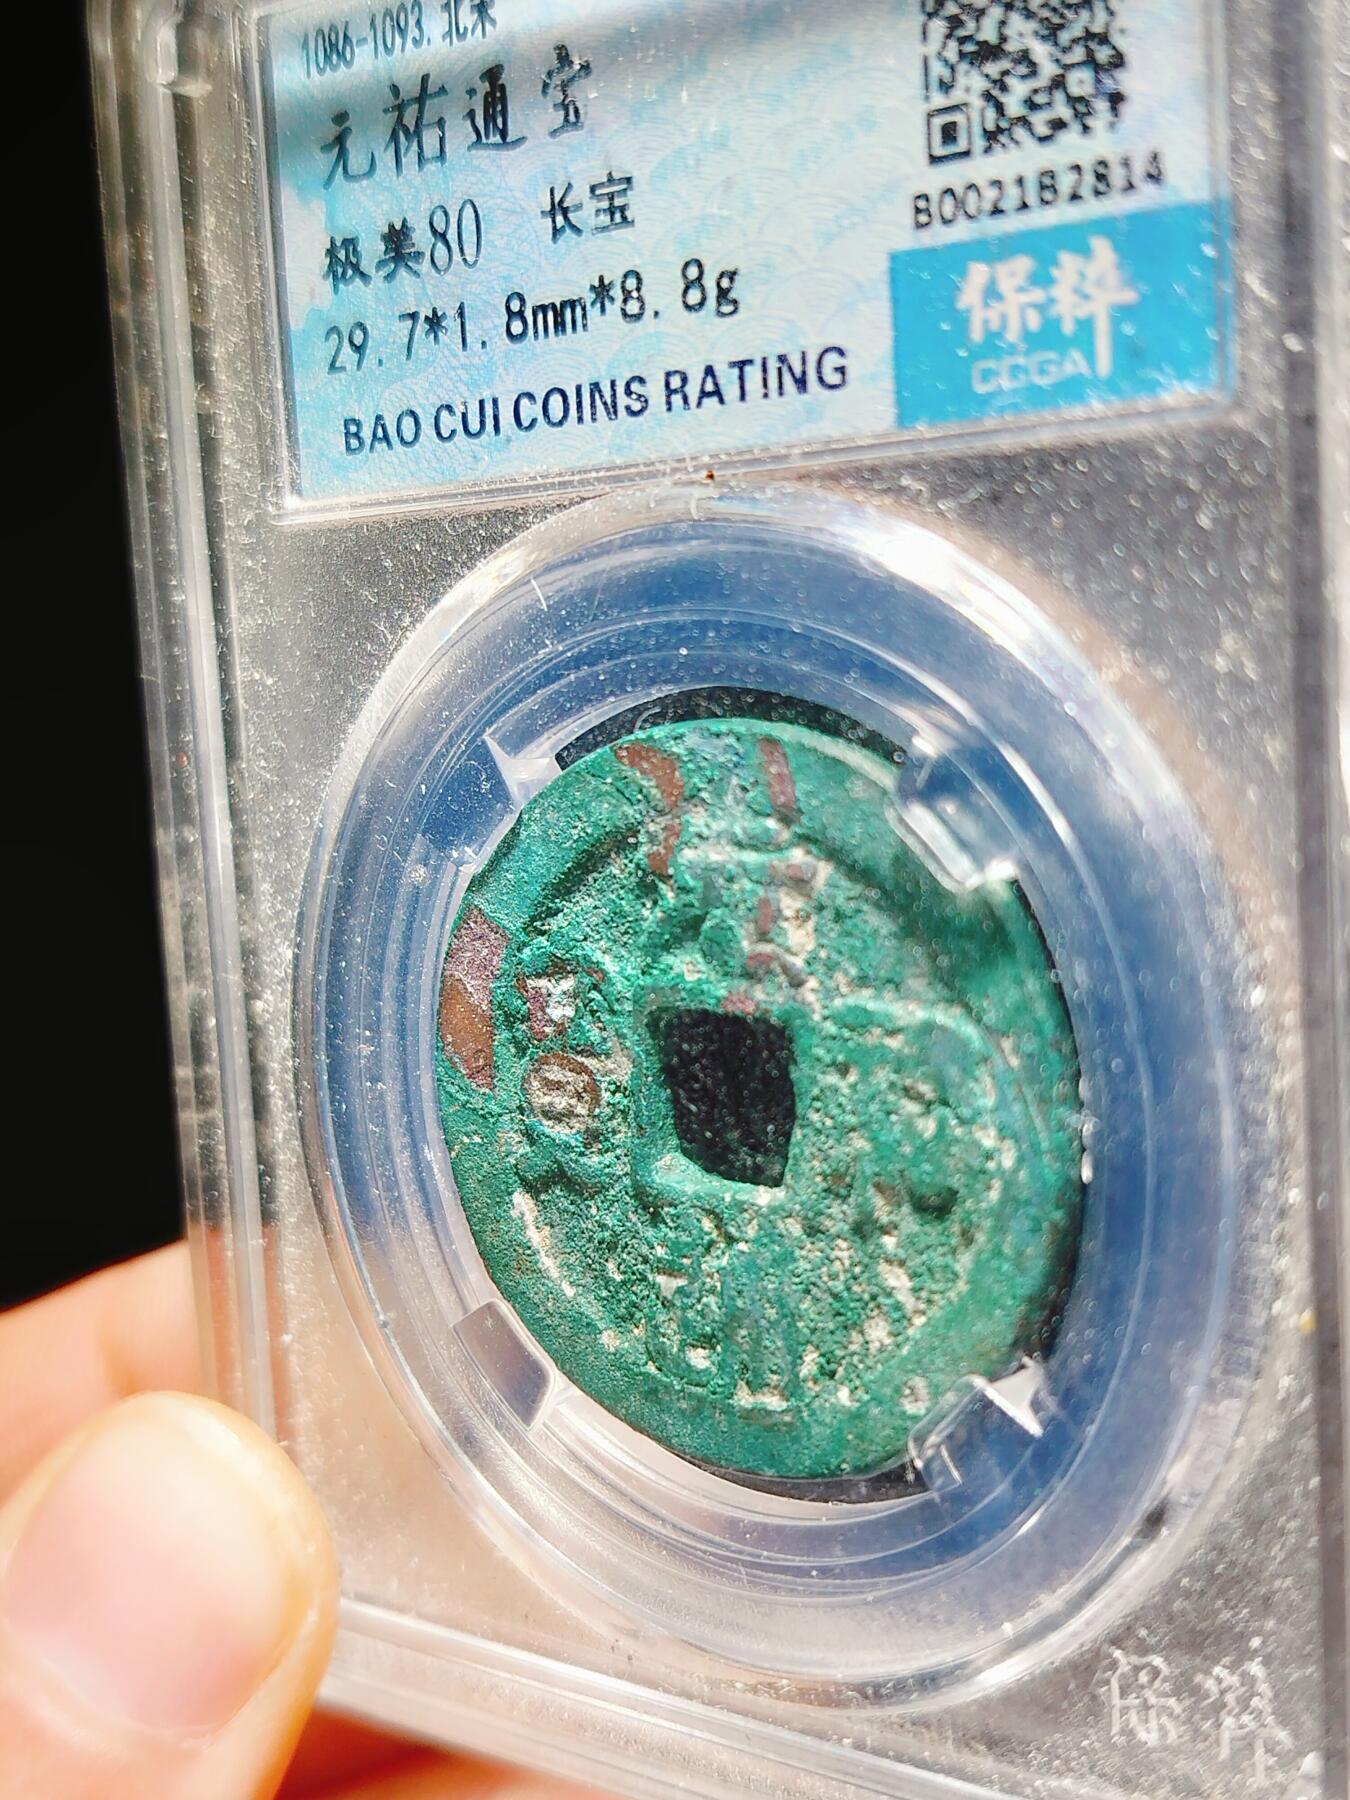 1086-1093. 北宋
元祐通宝
极美80 长宝
29.7*1.8mm*8.8g
BAO CUI COINS RATING
B002182814
保粹
CCGA
保粹